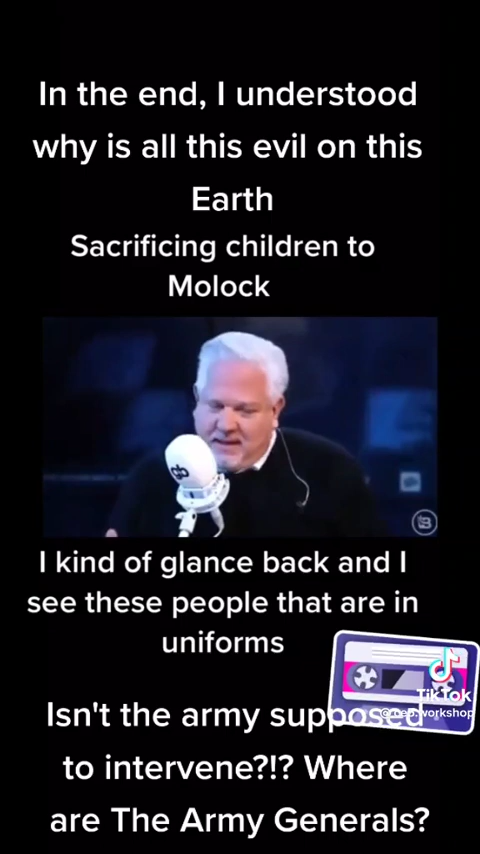 In the end, I understood
why is all this evil on this
Earth
Sacrificing children to
Molock
gb
B
I kind of glance back and I
see these people that are in
uniforms
TikTok
Isn't the army supposed
to intervene?!? Where
are The Army Generals?